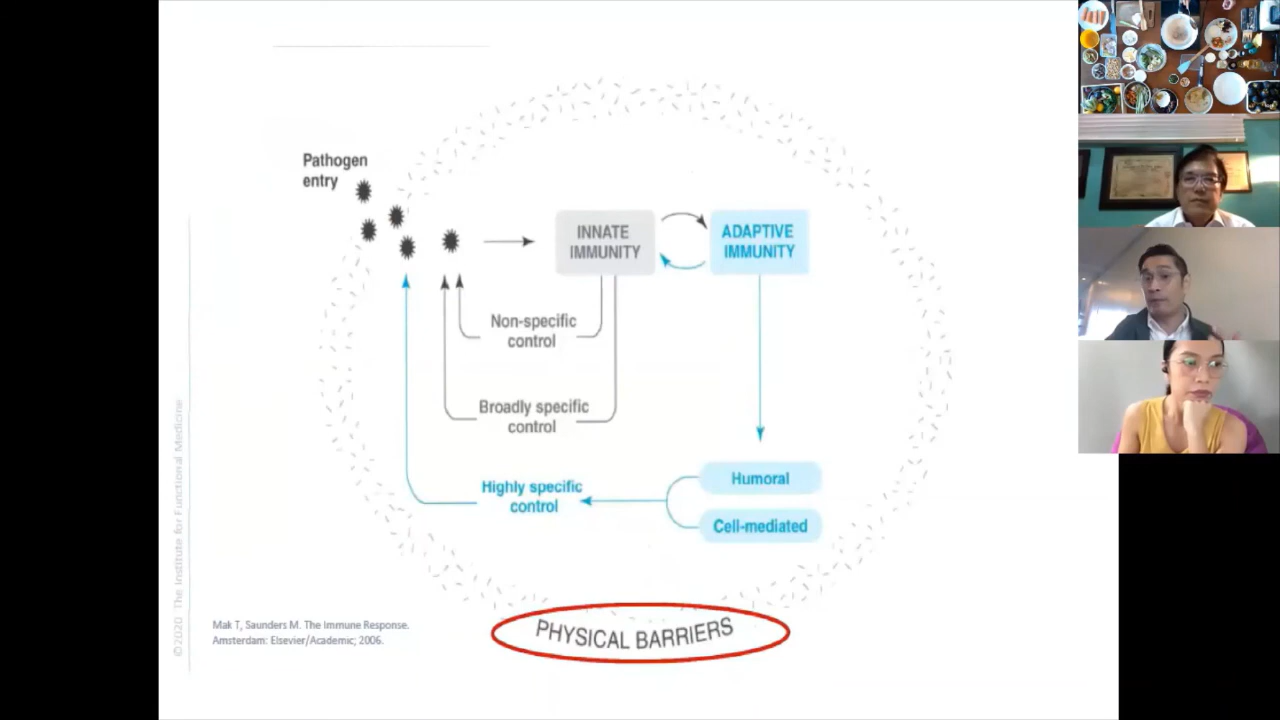 Pathogen
entry
INNATE
IMMUNITY
ADAPTIVE
IMMUNITY
Non-specific
control
Broadly specific
control
Highly specific
control
Humoral
Cell-mediated
PHYSICAL BARRIERS
Mak T, Saunders M. The Immune Response.
Amsterdam: Elsevier/Academic; 2006.
©2020 The Institute for Functional Medicine